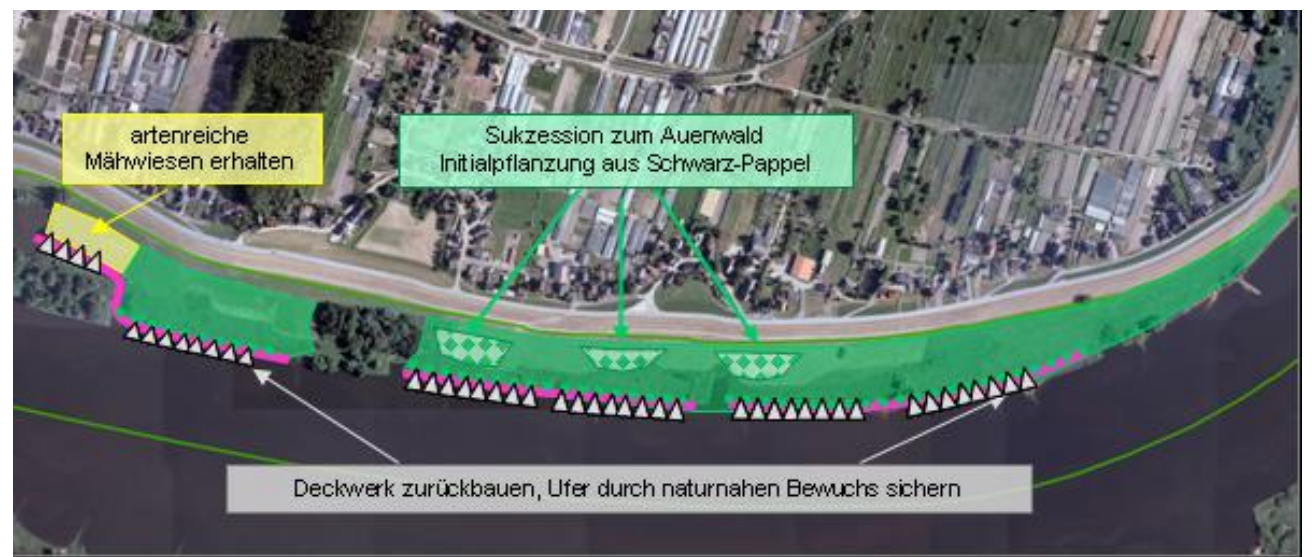 artenreiche
Mähwiesen erhalten
Sukzession zum Auenwald
Initialpflanzung aus Schwarz-Pappel
Deckwerk zurückbauen, Ufer durch naturnahen Bewuchs sichern